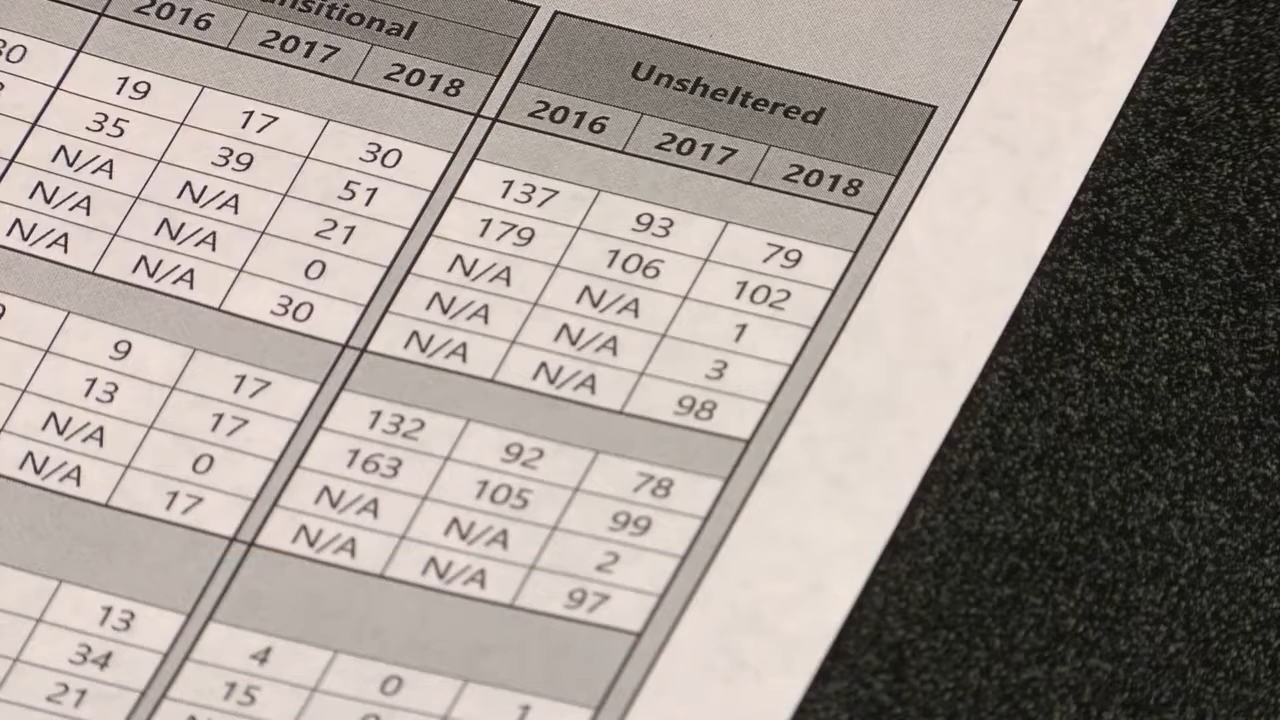 nsitional Unsheltered
2016 2017 2018 2016 2017 2018
19 17 30 137 93 79
35 39 51 179 106 102
N/A N/A 21 N/A N/A 1
N/A N/A 0 N/A N/A 3
N/A N/A 30 N/A N/A 98
9 17 132 92 78
13 17 163 105 99
N/A 0 N/A N/A 2
N/A 17 N/A N/A 97
13 4 0 1
34 15
21